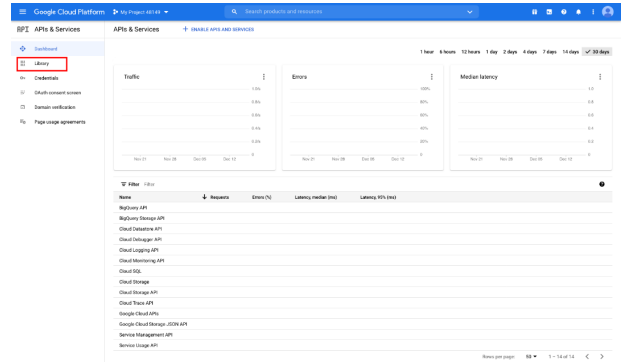 Google Cloud Platform
My Project 48149
Search products and resources
API APIs & Services
APIs & Services
+ ENABLE APIS AND SERVICES
Dashboard
Library
Credentials
OAuth consent screen
Domain verification
Page usage agreements
1 hour 6 hours 12 hours 1 day 2 days 4 days 7 days 14 days 30 days
Traffic
1.0%
0.8%
0.6%
0.4%
0.2%
0
Nov 21 Nov 28 Dec 05 Dec 12
Errors
100%
80%
60%
40%
20%
0
Nov 21 Nov 28 Dec 05 Dec 12
Median latency
1.0
0.8
0.6
0.4
0.2
0
Nov 21 Nov 28 Dec 05 Dec 12
Filter Filter
Name Requests Errors (%) Latency, median (ms) Latency, 95% (ms)
BigQuery API
BigQuery Storage API
Cloud Datastore API
Cloud Debugger API
Cloud Logging API
Cloud Monitoring API
Cloud SQL
Cloud Storage
Cloud Storage API
Cloud Trace API
Google Cloud APIs
Google Cloud Storage JSON API
Service Management API
Service Usage API
Rows per page: 50 1 – 14 of 14